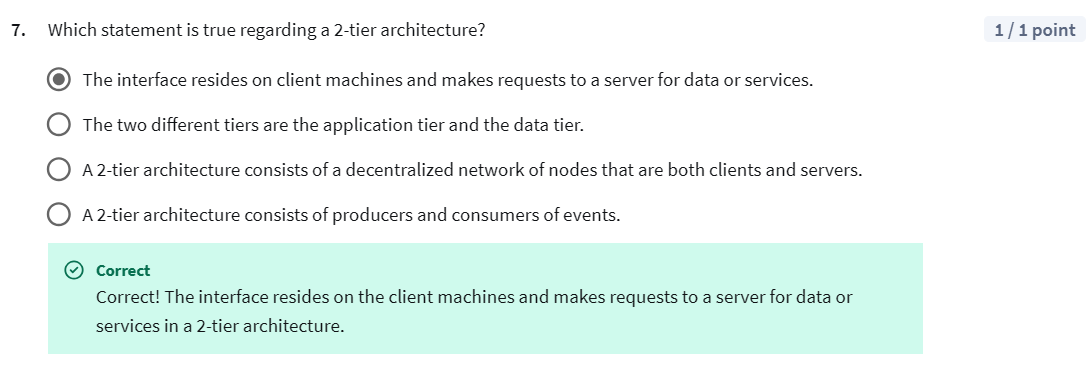 7. Which statement is true regarding a 2-tier architecture? 1 / 1 point
The interface resides on client machines and makes requests to a server for data or services.
The two different tiers are the application tier and the data tier.
A 2-tier architecture consists of a decentralized network of nodes that are both clients and servers.
A 2-tier architecture consists of producers and consumers of events.
Correct
Correct! The interface resides on the client machines and makes requests to a server for data or
services in a 2-tier architecture.